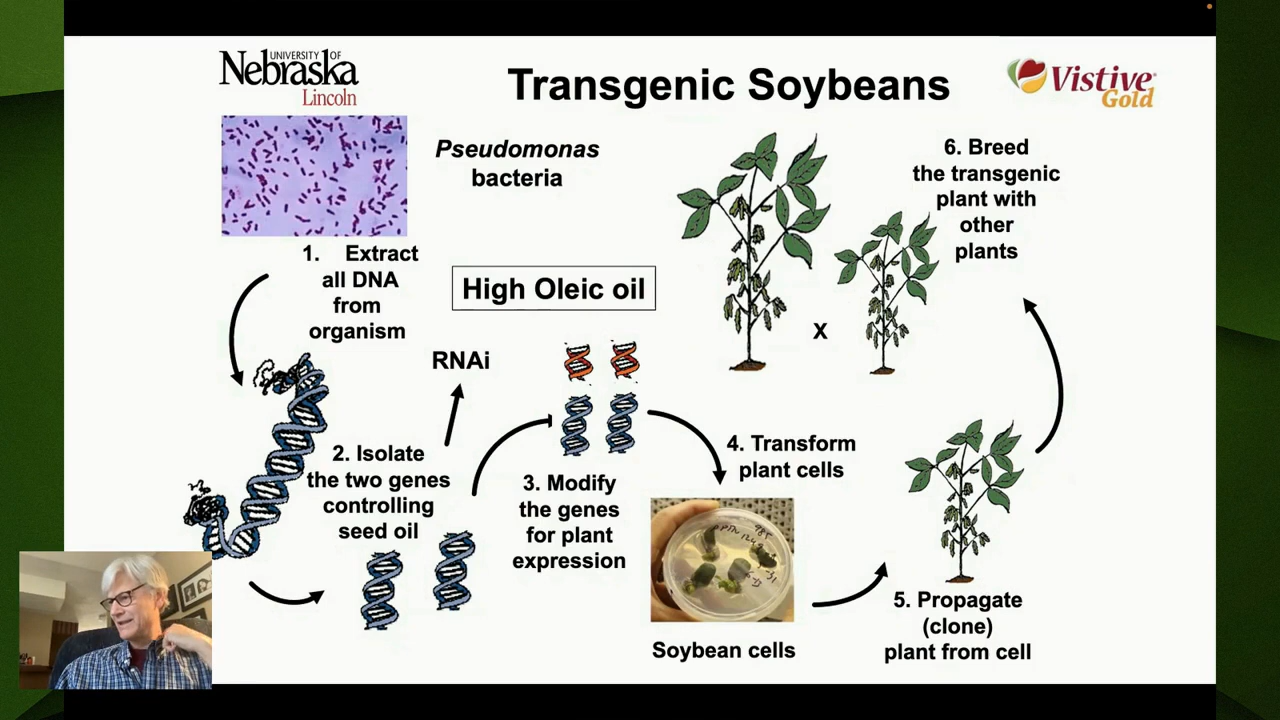 UNIVERSITY OF
Nebraska
Lincoln
Transgenic Soybeans
Vistive
Gold
Pseudomonas
bacteria
1. Extract
all DNA
from
organism
High Oleic oil
RNAi
2. Isolate
the two genes
controlling
seed oil
3. Modify
the genes
for plant
expression
4. Transform
plant cells
Soybean cells
5. Propagate
(clone)
plant from cell
X
6. Breed
the transgenic
plant with
other
plants